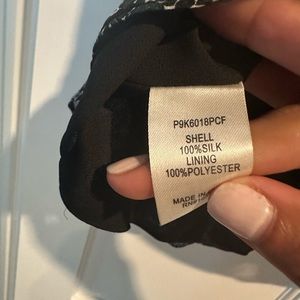 P9K6018PCF
SHELL
100%SILK
LINING
100%POLYESTER
MADE IN